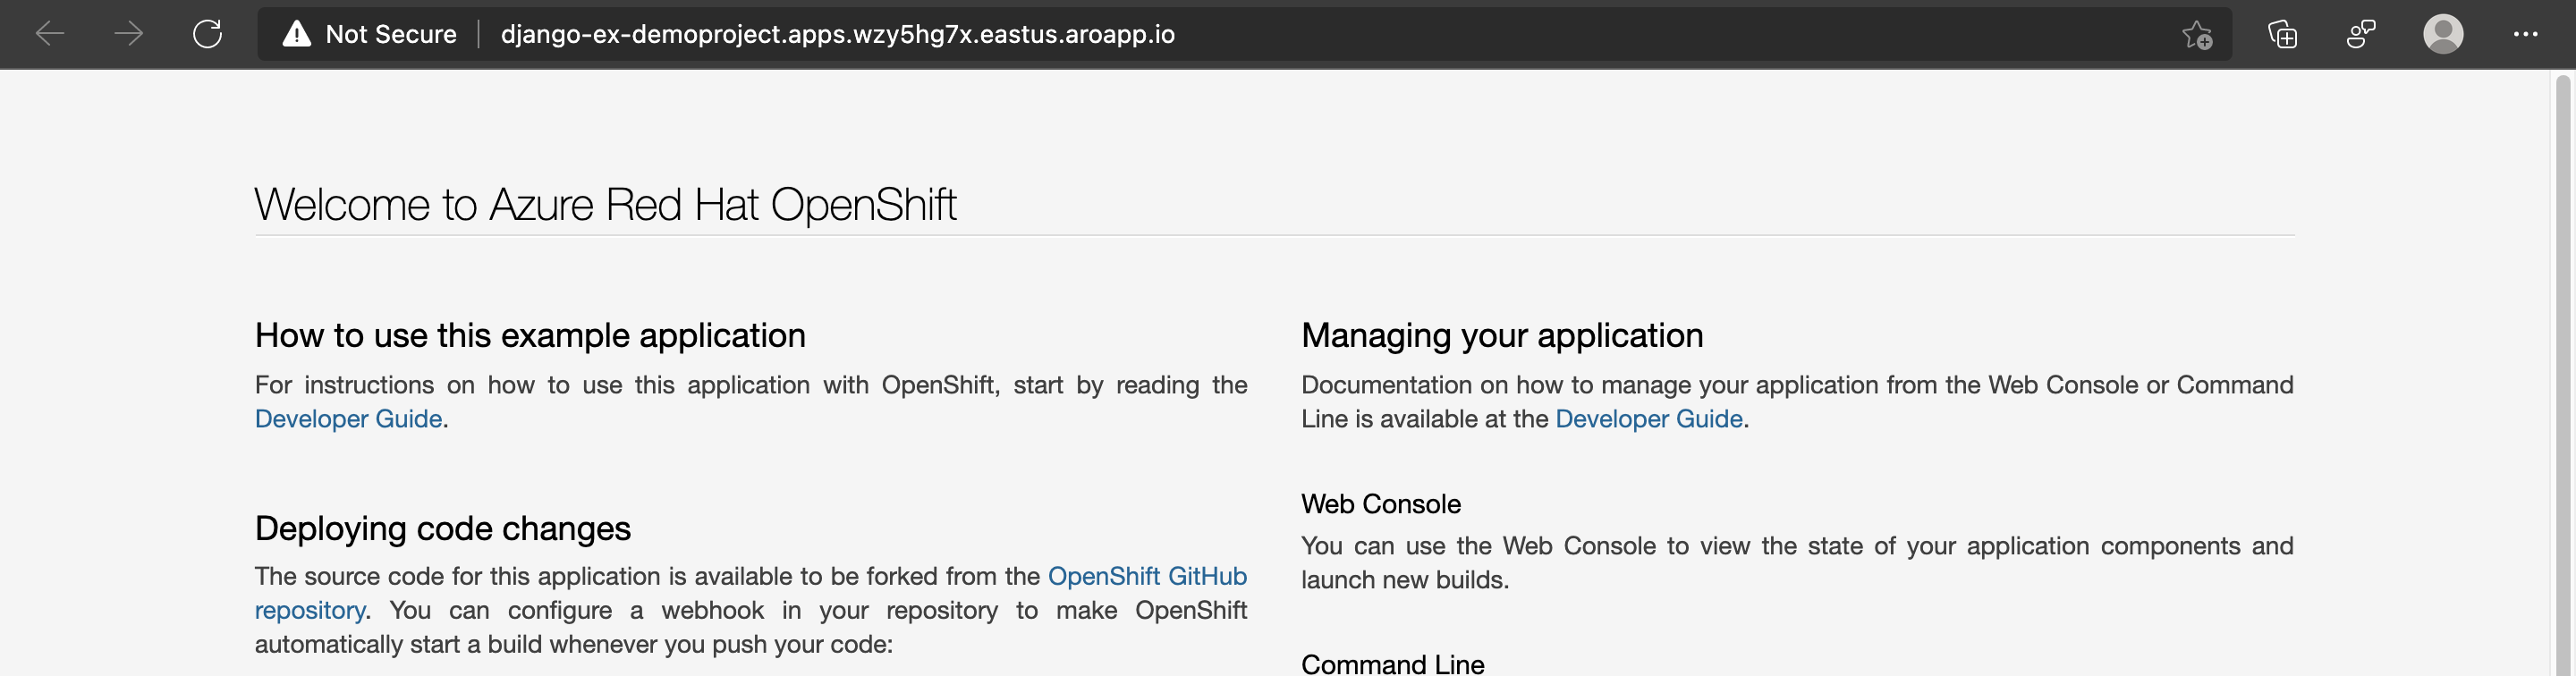 Not Secure | django-ex-demoproject.apps.wzy5hg7x.eastus.aroapp.io
Welcome to Azure Red Hat OpenShift
How to use this example application
For instructions on how to use this application with OpenShift, start by reading the
Developer Guide.
Deploying code changes
The source code for this application is available to be forked from the OpenShift GitHub
repository. You can configure a webhook in your repository to make OpenShift
automatically start a build whenever you push your code:
Managing your application
Documentation on how to manage your application from the Web Console or Command
Line is available at the Developer Guide.
Web Console
You can use the Web Console to view the state of your application components and
launch new builds.
Command Line